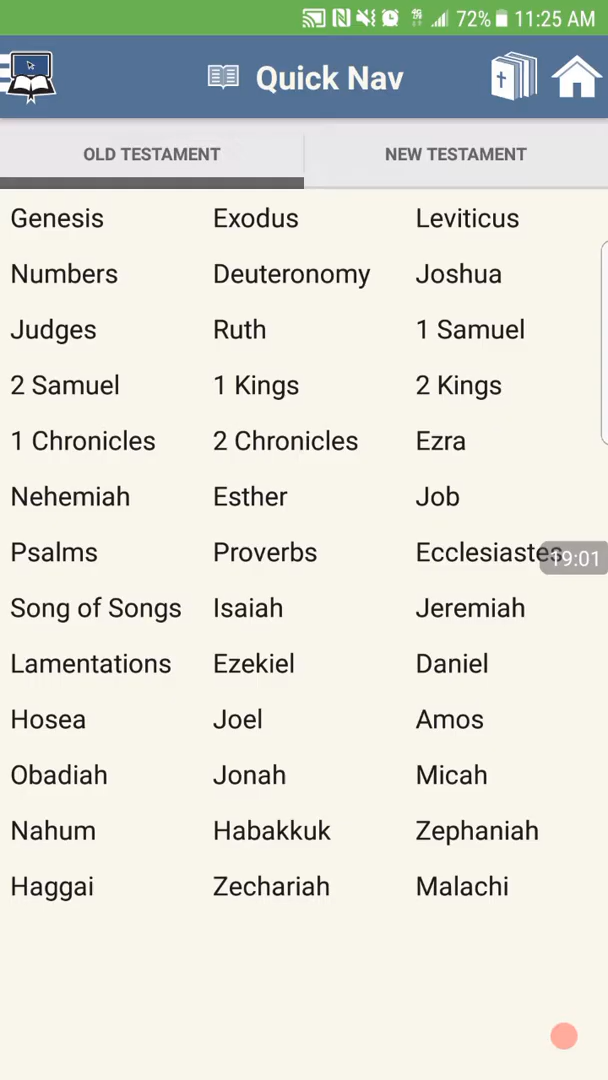 72% 11:25 AM
Quick Nav
OLD TESTAMENT NEW TESTAMENT
Genesis Exodus Leviticus
Numbers Deuteronomy Joshua
Judges Ruth 1 Samuel
2 Samuel 1 Kings 2 Kings
1 Chronicles 2 Chronicles Ezra
Nehemiah Esther Job
Psalms Proverbs Ecclesiastes
19:01
Song of Songs Isaiah Jeremiah
Lamentations Ezekiel Daniel
Hosea Joel Amos
Obadiah Jonah Micah
Nahum Habakkuk Zephaniah
Haggai Zechariah Malachi